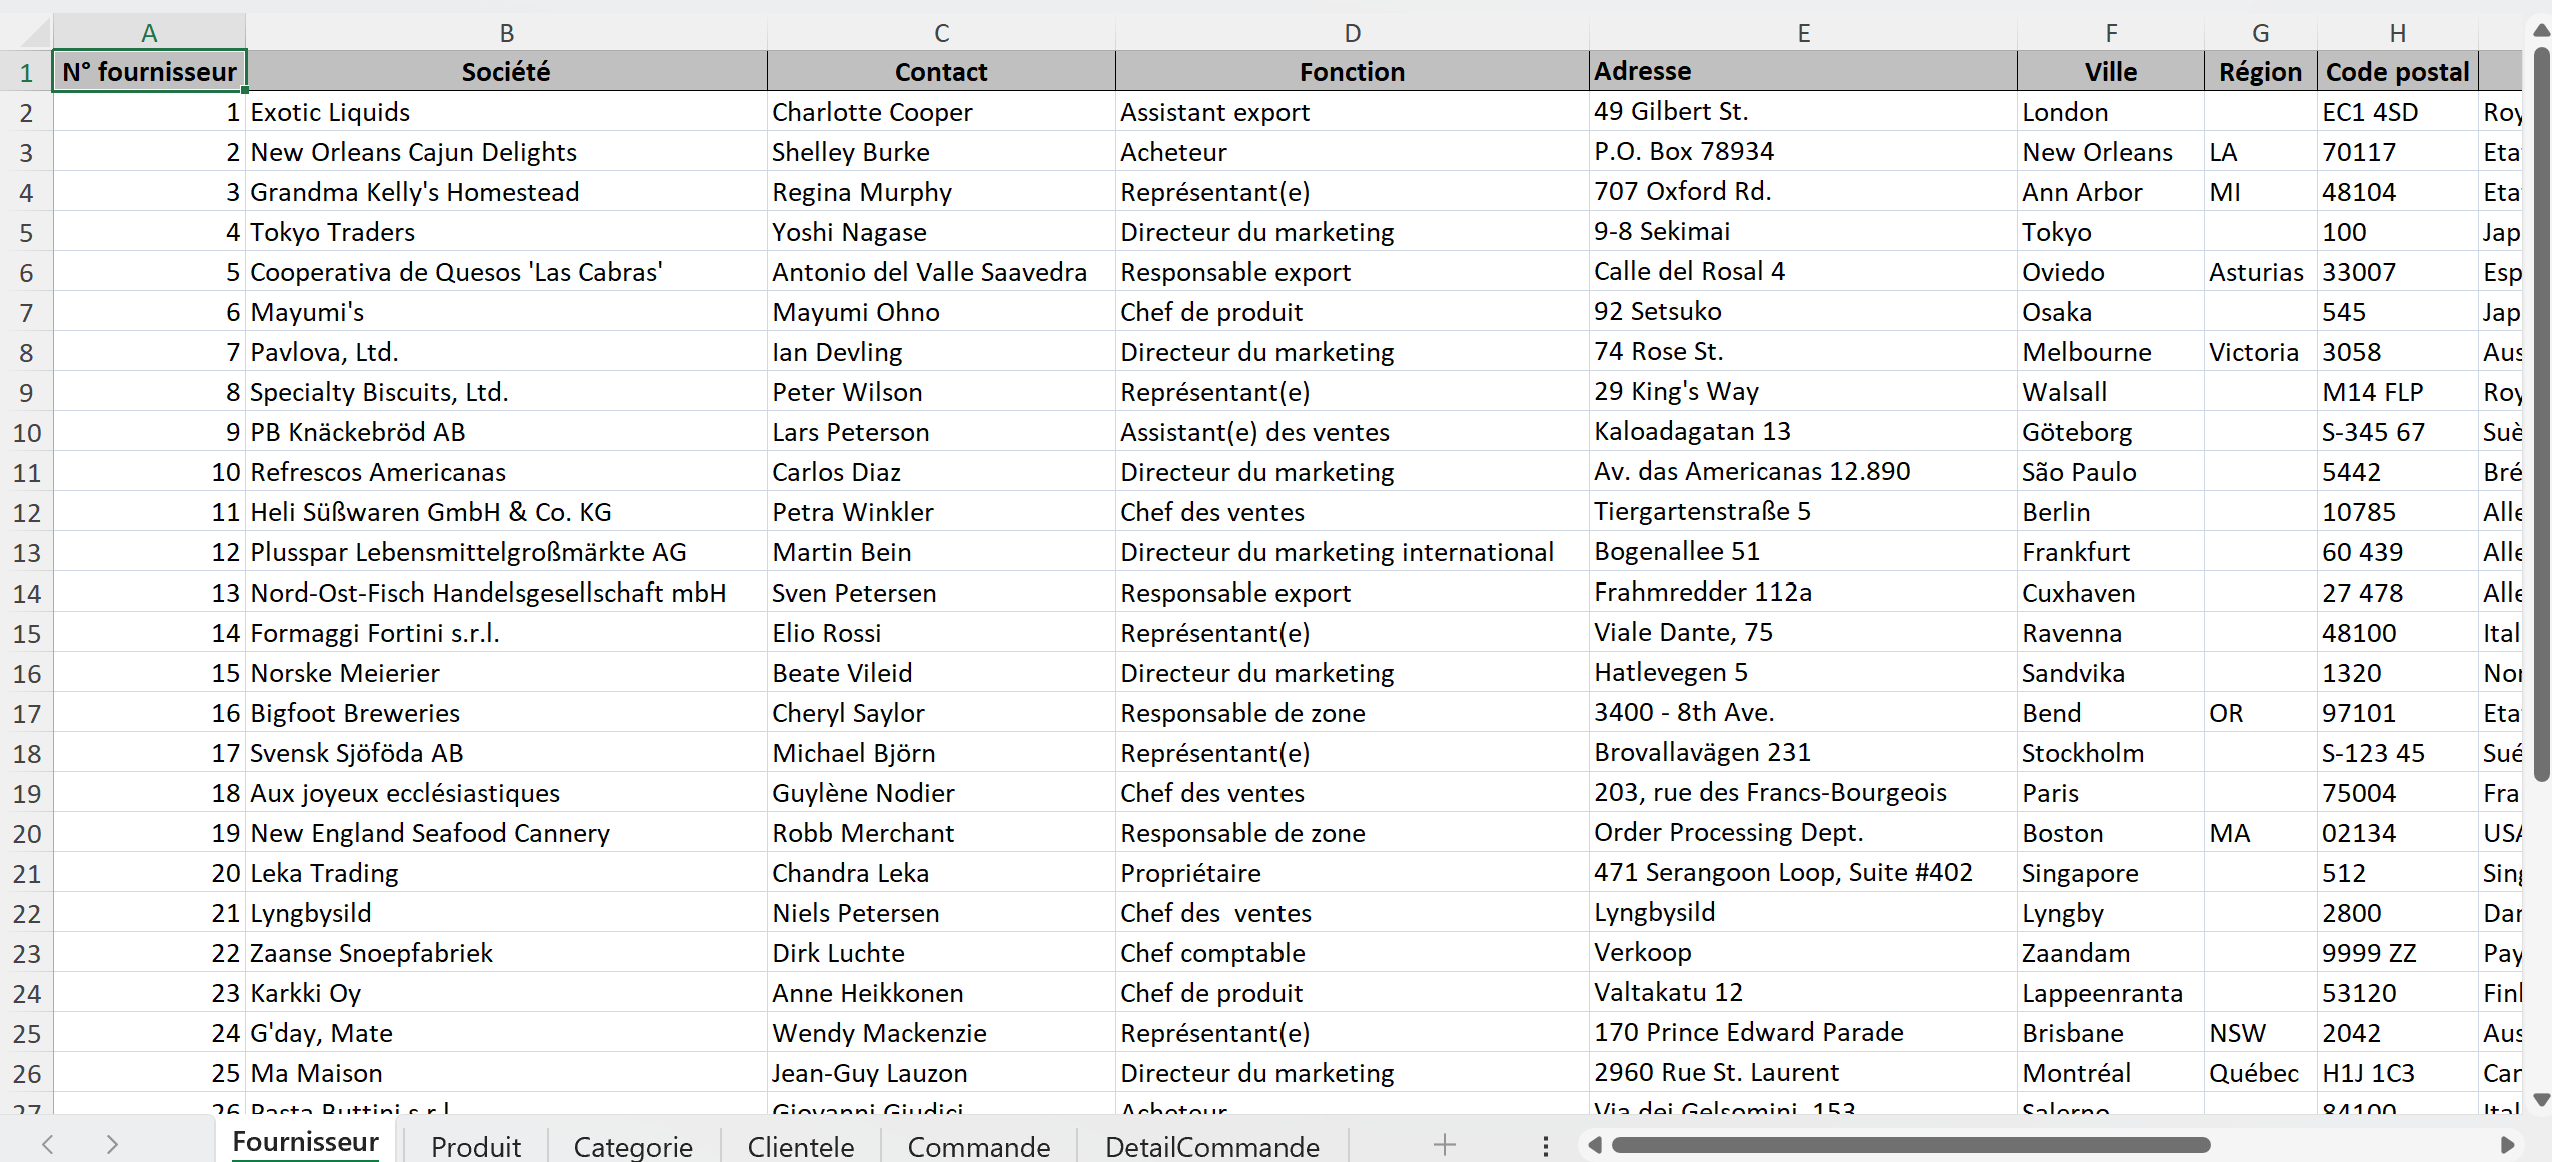 A B C D E F G H
1 N° fournisseur Société Contact Fonction Adresse Ville Région Code postal
2 1 Exotic Liquids Charlotte Cooper Assistant export 49 Gilbert St. London EC1 4SD Roy
3 2 New Orleans Cajun Delights Shelley Burke Acheteur P.O. Box 78934 New Orleans LA 70117 Eta
4 3 Grandma Kelly's Homestead Regina Murphy Représentant(e) 707 Oxford Rd. Ann Arbor MI 48104 Eta
5 4 Tokyo Traders Yoshi Nagase Directeur du marketing 9-8 Sekimai Tokyo 100 Jap
6 5 Cooperativa de Quesos 'Las Cabras' Antonio del Valle Saavedra Responsable export Calle del Rosal 4 Oviedo Asturias 33007 Esp
7 6 Mayumi's Mayumi Ohno Chef de produit 92 Setsuko Osaka 545 Jap
8 7 Pavlova, Ltd. Ian Devling Directeur du marketing 74 Rose St. Melbourne Victoria 3058 Aus
9 8 Specialty Biscuits, Ltd. Peter Wilson Représentant(e) 29 King's Way Walsall M14 FLP Roy
10 9 PB Knäckebröd AB Lars Peterson Assistant(e) des ventes Kaloadagatan 13 Göteborg S-345 67 Suè
11 10 Refrescos Americanas Carlos Diaz Directeur du marketing Av. das Americanas 12.890 São Paulo 5442 Bré
12 11 Heli Süßwaren GmbH & Co. KG Petra Winkler Chef des ventes Tiergartenstraße 5 Berlin 10785 Alle
13 12 Plusspar Lebensmittelgroßmärkte AG Martin Bein Directeur du marketing international Bogenallee 51 Frankfurt 60 439 Alle
14 13 Nord-Ost-Fisch Handelsgesellschaft mbH Sven Petersen Responsable export Frahmredder 112a Cuxhaven 27 478 Alle
15 14 Formaggi Fortini s.r.l. Elio Rossi Représentant(e) Viale Dante, 75 Ravenna 48100 Ital
16 15 Norske Meierier Beate Vileid Directeur du marketing Hatlevegen 5 Sandvika 1320 Nor
17 16 Bigfoot Breweries Cheryl Saylor Responsable de zone 3400 - 8th Ave. Bend OR 97101 Eta
18 17 Svensk Sjöföda AB Michael Björn Représentant(e) Brovallavägen 231 Stockholm S-123 45 Sué
19 18 Aux joyeux ecclésiastiques Guylène Nodier Chef des ventes 203, rue des Francs-Bourgeois Paris 75004 Fra
20 19 New England Seafood Cannery Robb Merchant Responsable de zone Order Processing Dept. Boston MA 02134 USA
21 20 Leka Trading Chandra Leka Propriétaire 471 Serangoon Loop, Suite #402 Singapore 512 Sing
22 21 Lyngbysild Niels Petersen Chef des  ventes Lyngbysild Lyngby 2800 Dan
23 22 Zaanse Snoepfabriek Dirk Luchte Chef comptable Verkoop Zaandam 9999 ZZ Pay
24 23 Karkki Oy Anne Heikkonen Chef de produit Valtakatu 12 Lappeenranta 53120 Finl
25 24 G'day, Mate Wendy Mackenzie Représentant(e) 170 Prince Edward Parade Brisbane NSW 2042 Aus
26 25 Ma Maison Jean-Guy Lauzon Directeur du marketing 2960 Rue St. Laurent Montréal Québec H1J 1C3 Can
27 26 Pasta Buttini s.r.l. Giovanni Giudici Acheteur Via dei Gelsomini, 153 Salerno 84100 Ital
Fournisseur Produit Categorie Clientele Commande DetailCommande